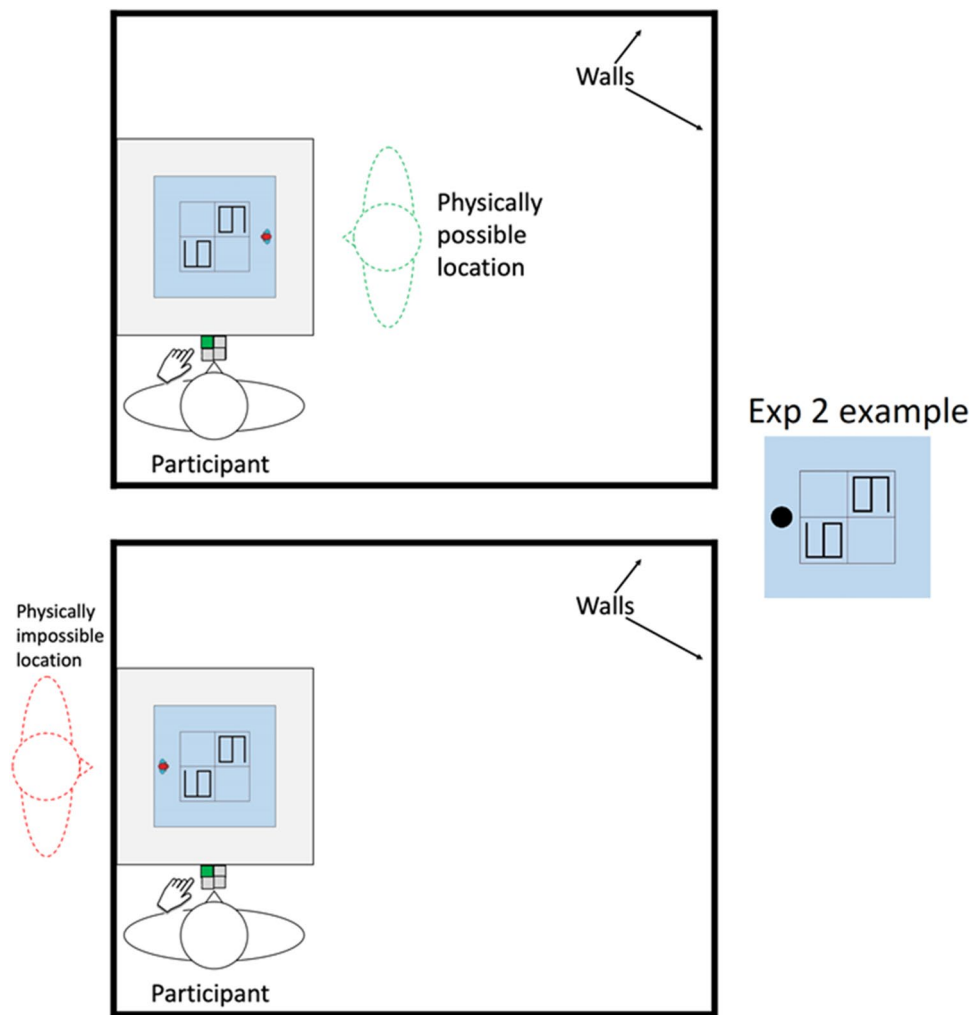 Walls
Physically
possible
location
Participant
Exp 2 example
Walls
Physically
impossible
location
Participant